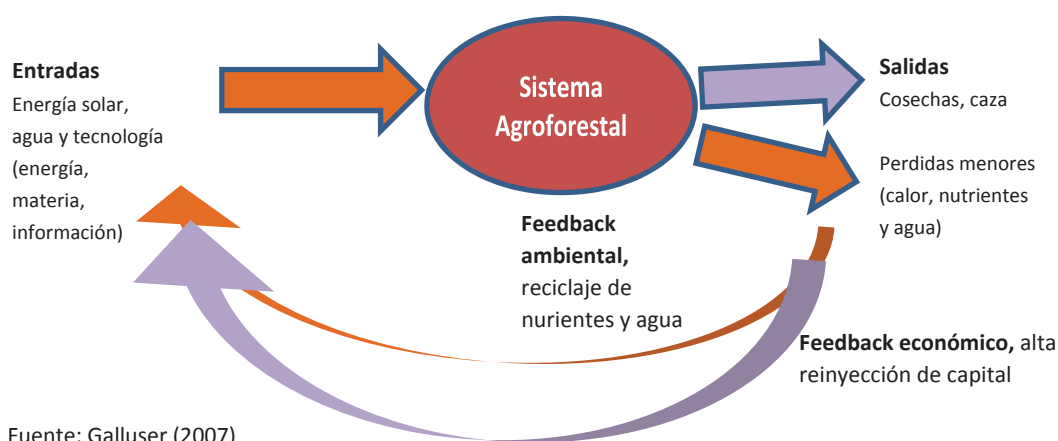 Entradas
Energía solar,
agua y tecnología
(energía,
materia,
información)
Sistema
Agroforestal
Salidas
Cosechas, caza
Perdidas menores
(calor, nutrientes
y agua)
Feedback
ambiental,
reciclaje de
nurientes y agua
Feedback económico, alta
reinyección de capital
Fuente: Galluser (2007)